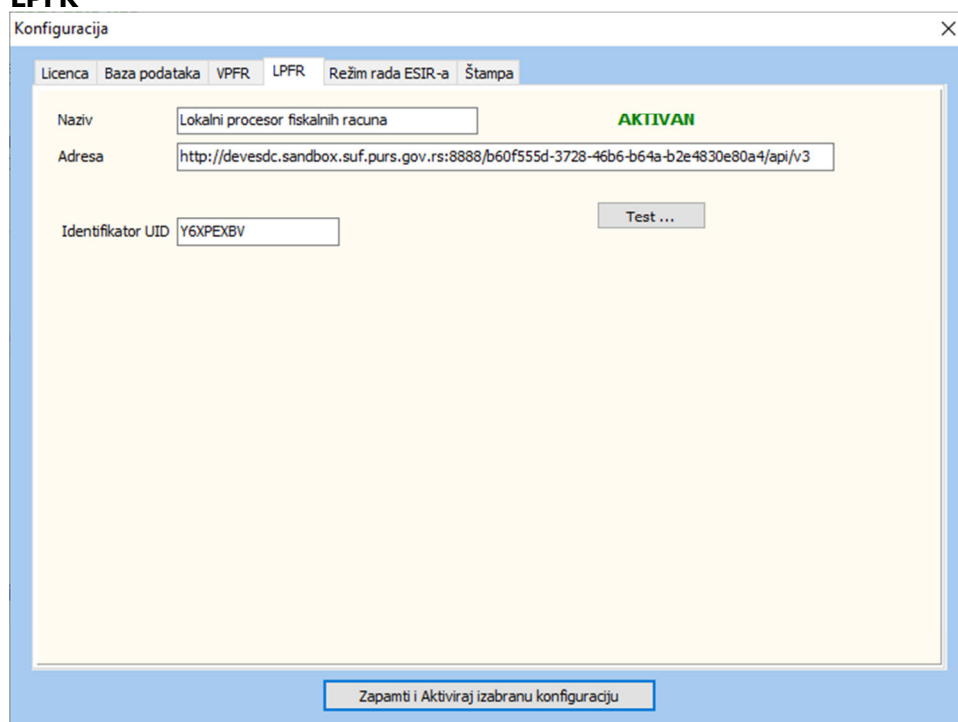 LPFR
Konfiguracija
Licenca Baza podataka VPFR LPFR Režim rada ESIR-a Štampa
Naziv Lokalni procesor fiskalnih racuna AKTIVAN
Adresa http://devesdc.sandbox.suf.purs.gov.rs:8888/b60f555d-3728-46b6-b64a-b2e4830e80a4/api/v3
Test ...
Identifikator UID Y6XPEXBV
Zapamti i Aktiviraj izabranu konfiguraciju